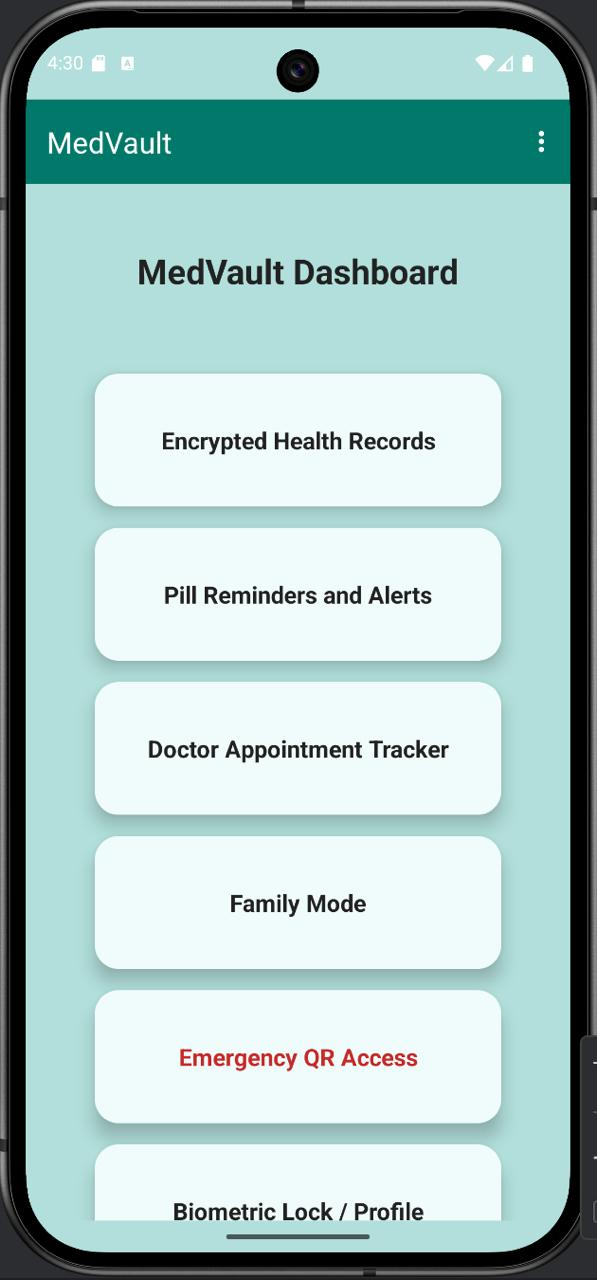 4:30
MedVault
MedVault Dashboard
Encrypted Health Records
Pill Reminders and Alerts
Doctor Appointment Tracker
Family Mode
Emergency QR Access
Biometric Lock / Profile